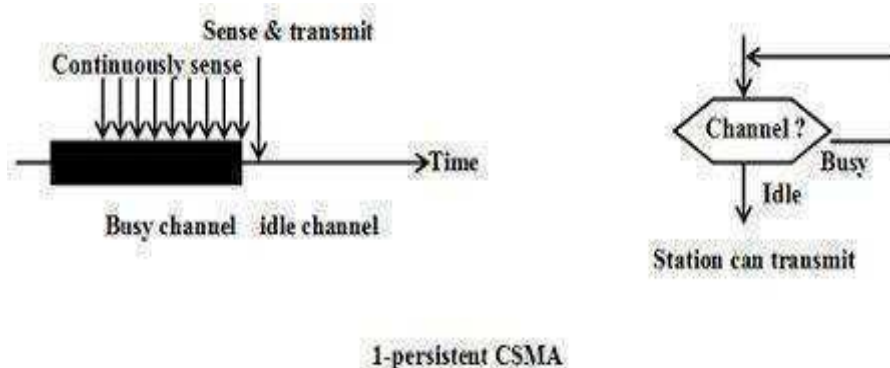 Sense & transmit
Continuously sense
Time
Busy channel idle channel
Channel ?
Busy
Idle
Station can transmit
1-persistent CSMA